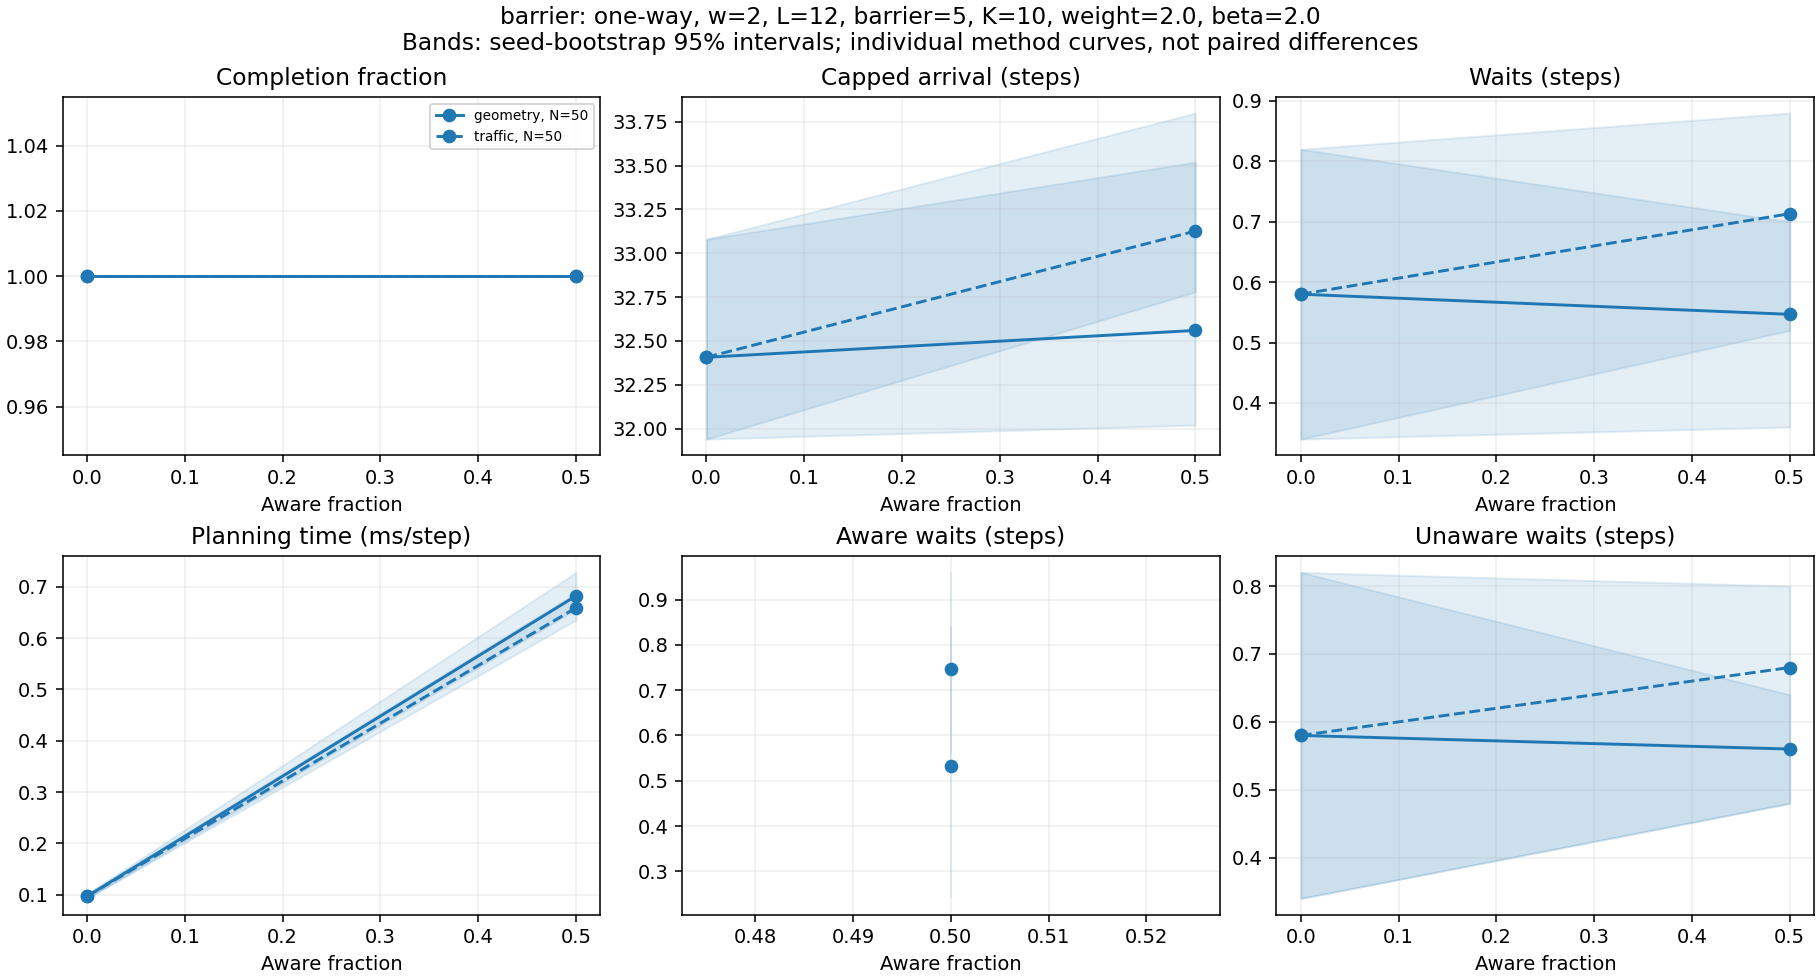 barrier: one-way, w=2, L=12, barrier=5, K=10, weight=2.0, beta=2.0
Bands: seed-bootstrap 95% intervals; individual method curves, not paired differences
Completion fraction
geometry, N=50
traffic, N=50
1.04
1.02
1.00
0.98
0.96
0.0 0.1 0.2 0.3 0.4 0.5
Aware fraction
Capped arrival (steps)
33.75
33.50
33.25
33.00
32.75
32.50
32.25
32.00
0.0 0.1 0.2 0.3 0.4 0.5
Aware fraction
Waits (steps)
0.9
0.8
0.7
0.6
0.5
0.4
0.0 0.1 0.2 0.3 0.4 0.5
Aware fraction
Planning time (ms/step)
0.7
0.6
0.5
0.4
0.3
0.2
0.1
0.0 0.1 0.2 0.3 0.4 0.5
Aware fraction
Aware waits (steps)
0.9
0.8
0.7
0.6
0.5
0.4
0.3
0.48 0.49 0.50 0.51 0.52
Aware fraction
Unaware waits (steps)
0.8
0.7
0.6
0.5
0.4
0.0 0.1 0.2 0.3 0.4 0.5
Aware fraction